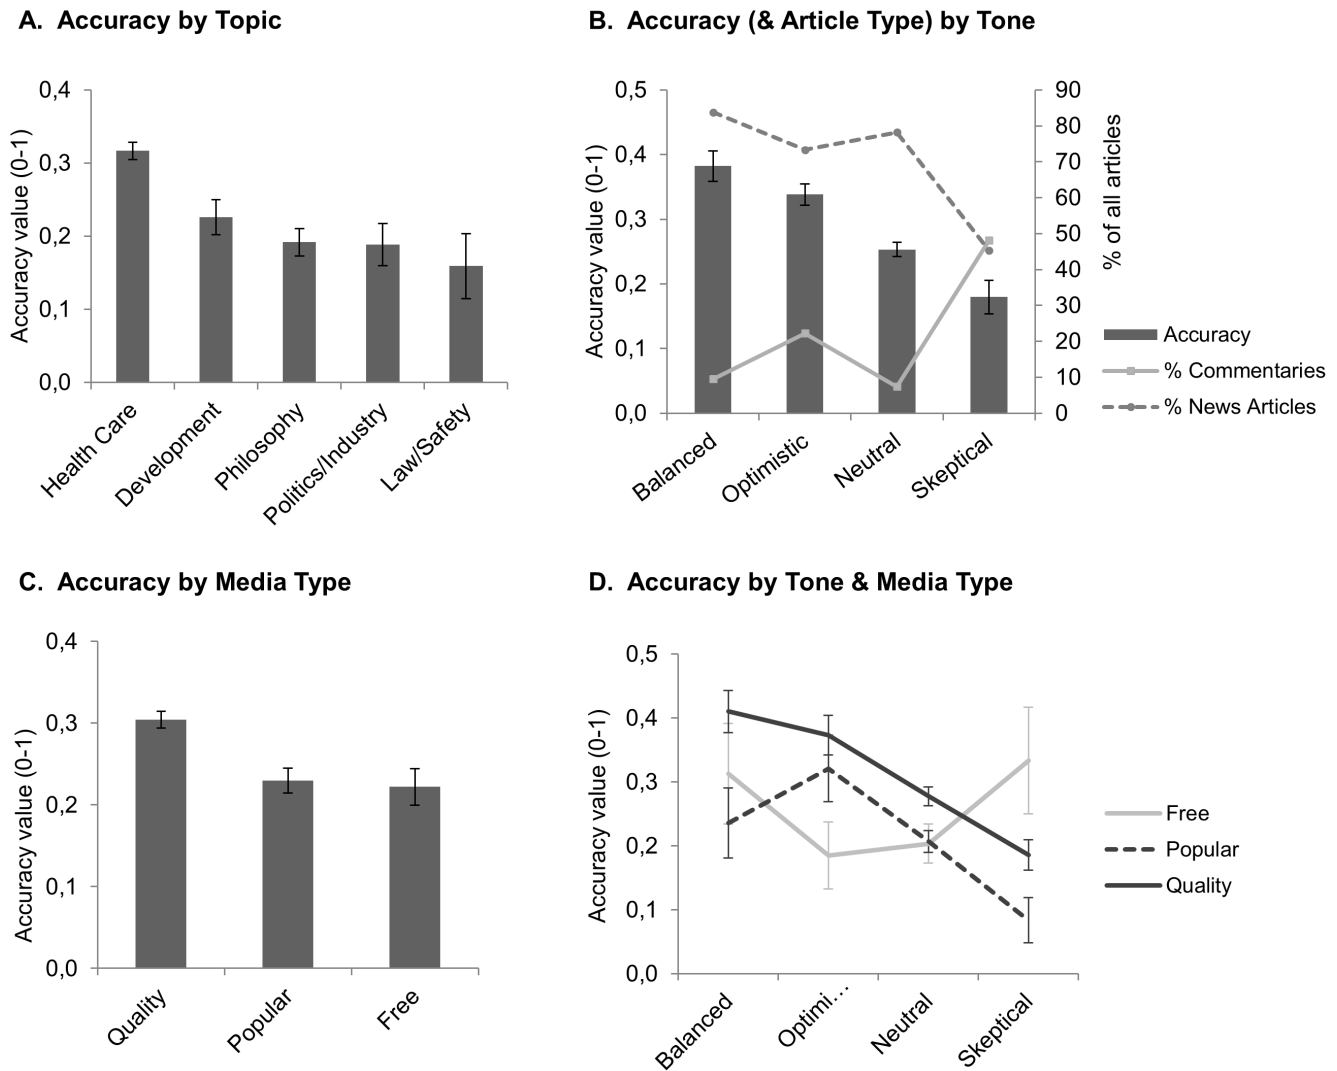 A. Accuracy by Topic
Accuracy value (0-1)
0,4
0,3
0,2
0,1
0,0
Health Care
Development
Philosophy
Politics/Industry
Law/Safety
B. Accuracy (& Article Type) by Tone
Accuracy value (0-1)
0,5
0,4
0,3
0,2
0,1
0,0
90
80
70
60
50
40
30
20
10
0
% of all articles
Balanced
Optimistic
Neutral
Skeptical
Accuracy
% Commentaries
% News Articles
C. Accuracy by Media Type
Accuracy value (0-1)
0,4
0,3
0,2
0,1
0,0
Quality
Popular
Free
D. Accuracy by Tone & Media Type
Accuracy value (0-1)
0,5
0,4
0,3
0,2
0,1
0,0
Balanced
Optimi...
Neutral
Skeptical
Free
Popular
Quality